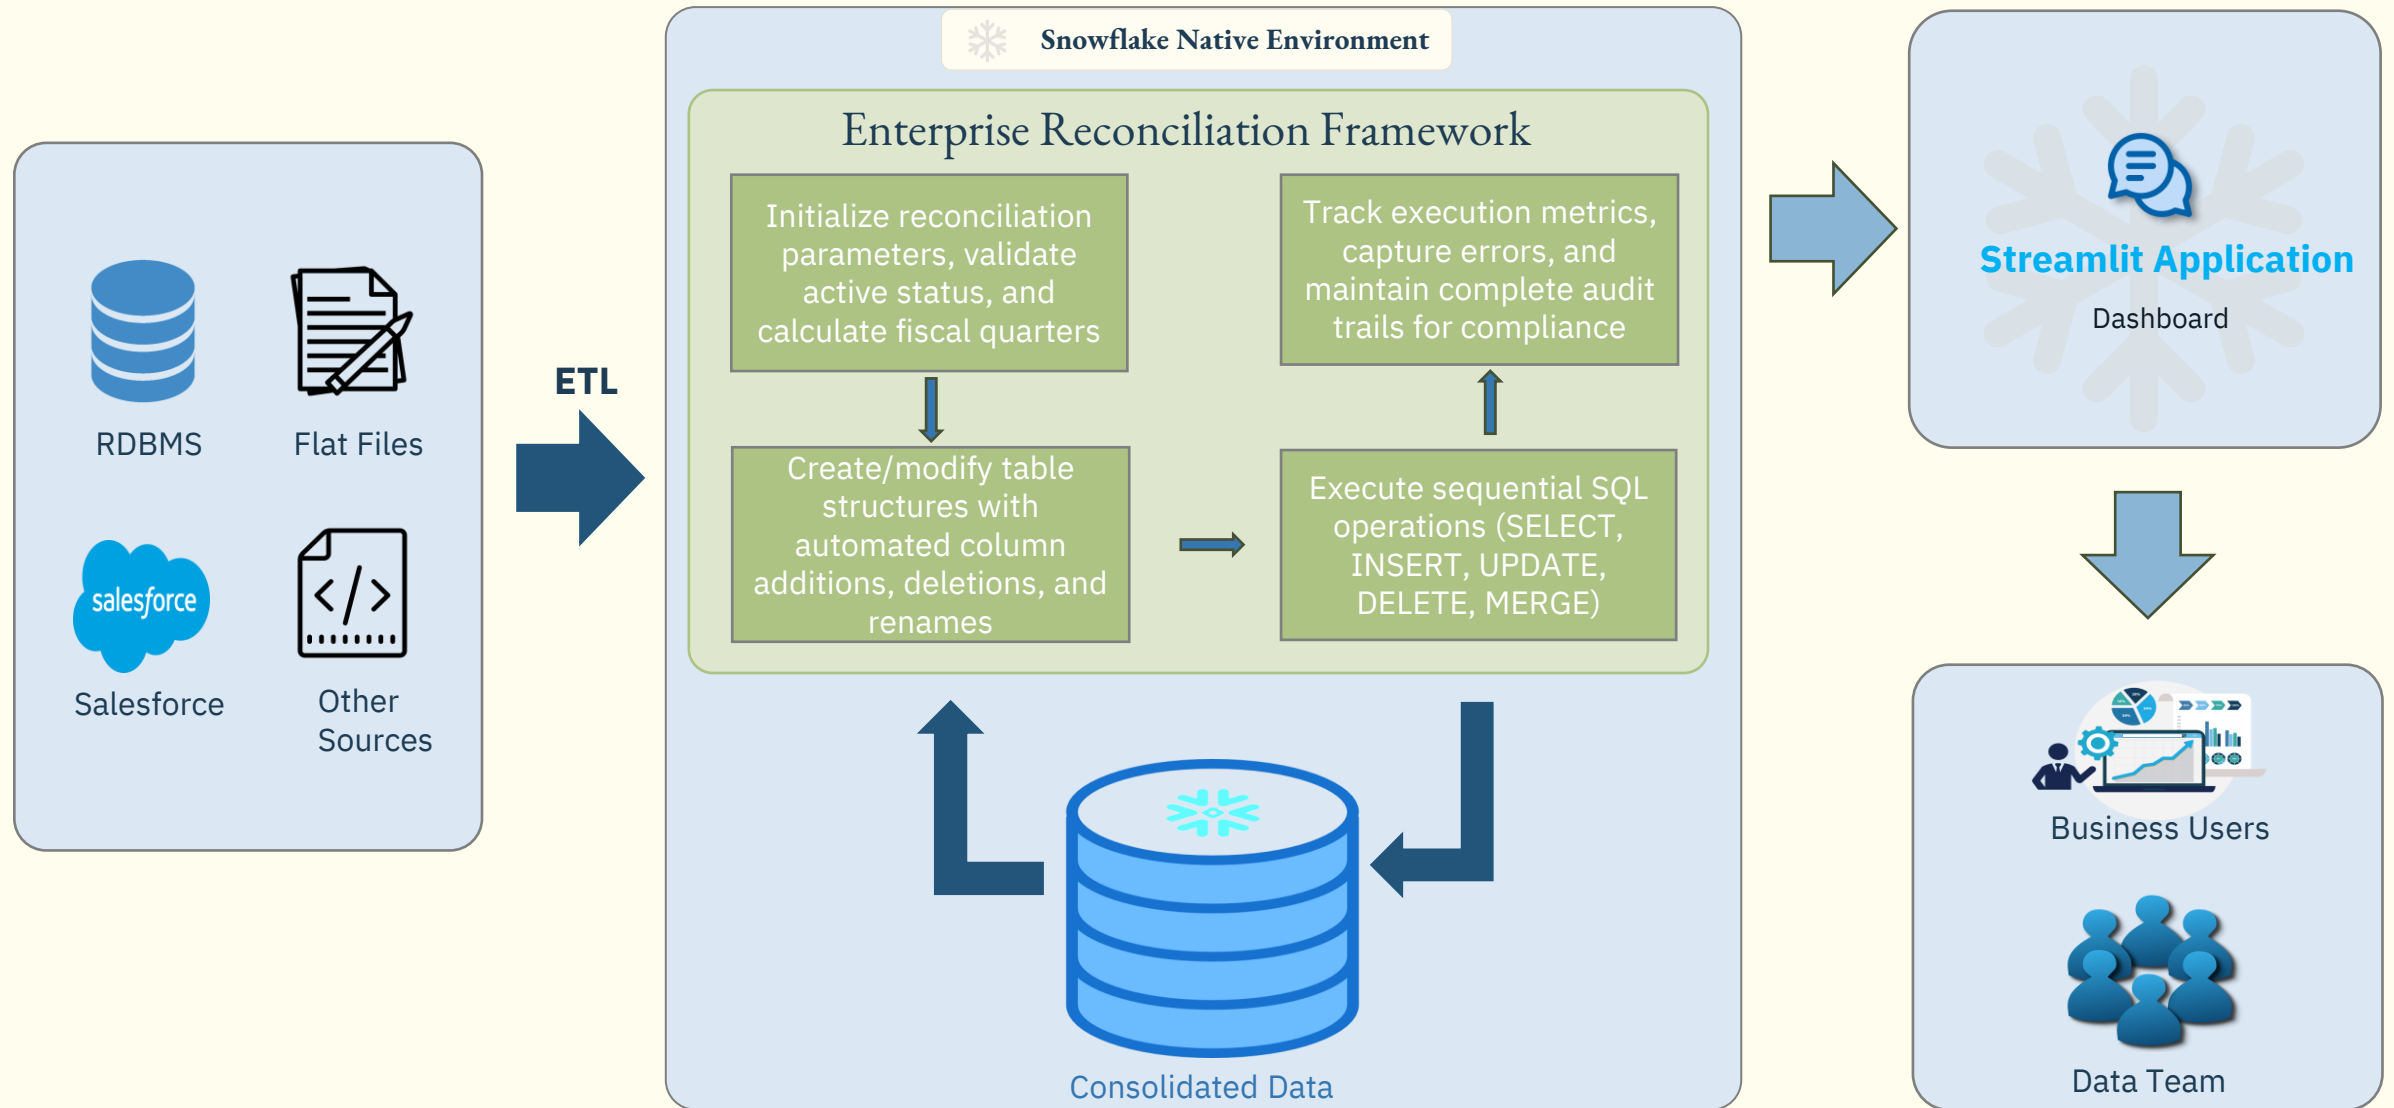 RDBMS
Flat Files
salesforce
Salesforce
Other
Sources
ETL
Snowflake Native Environment
Enterprise Reconciliation Framework
Initialize reconciliation
parameters, validate
active status, and
calculate fiscal quarters
Create/modify table
structures with
automated column
additions, deletions, and
renames
Execute sequential SQL
operations (SELECT,
INSERT, UPDATE,
DELETE, MERGE)
Track execution metrics,
capture errors, and
maintain complete audit
trails for compliance
Consolidated Data
Streamlit Application
Dashboard
Business Users
Data Team